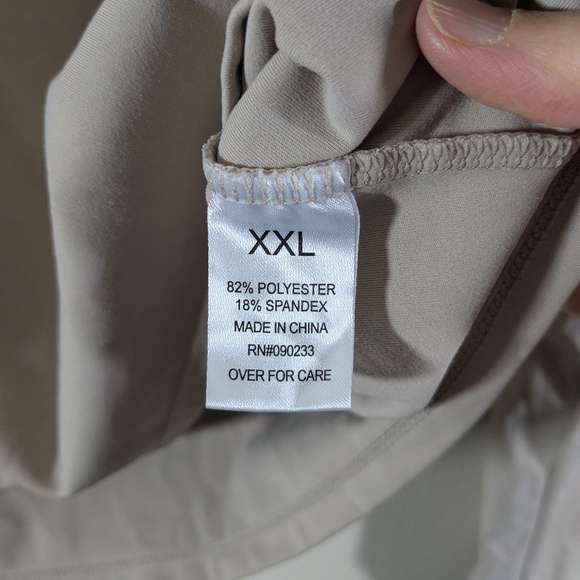 XXL
82% POLYESTER
18% SPANDEX
MADE IN CHINA
RN#090233
OVER FOR CARE